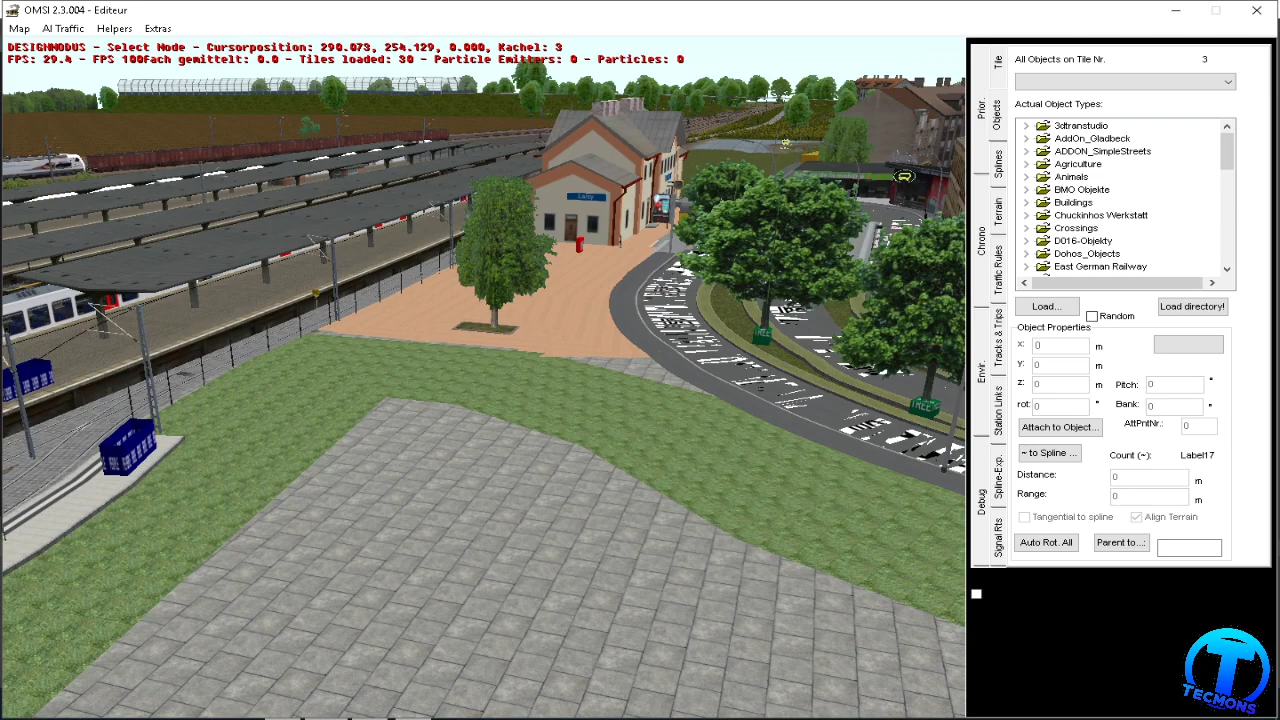 OMSI 2.3.004 - Editeur
Map AI Traffic Helpers Extras
DESIGNMODUS - Select Mode - Cursorposition: 290.073, 254.129, 0.000, Kachel: 3
FPS: 29.4 - FPS 100Fach gemittelt: 0.0 - Tiles loaded: 30 - Particle Emitters: 0 - Particles: 0
TREE
TREE
Tile
Objects
Splines
Terrain
Traffic Rules
Tracks & Trips
Station Links
Spline-Exp.
Signal Rts
Prior.
Chrono
Envir.
Debug
All Objects on Tile Nr. 3
Actual Object Types:
3dtranstudio
AddOn_Gladbeck
ADDON_SimpleStreets
Agriculture
Animals
BMO Objekte
Buildings
Chuckinhos Werkstatt
Crossings
D016-Objekty
Dohos_Objects
East German Railway
Load... Random Load directory!
Object Properties
x: 0 m
y: 0 m
z: 0 m Pitch: 0 °
rot: 0 ° Bank: 0 °
Attach to Object... AttPntNr.: 0
~ to Spline ... Count (~): Label17
Distance: 0 m
Range: 0 m
Tangential to spline Align Terrain
Auto Rot. All Parent to...:
TECMONS